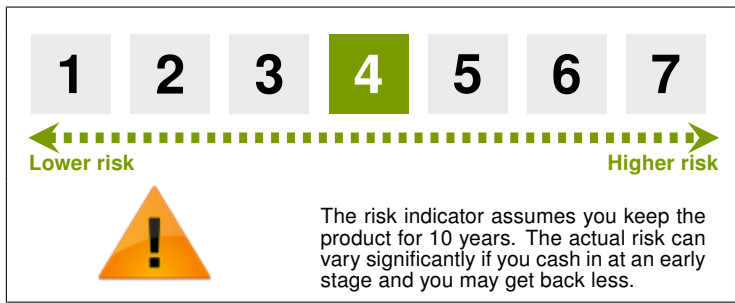 1 2 3 4 5 6 7
Lower risk Higher risk
!
The risk indicator assumes you keep the
product for 10 years. The actual risk can
vary significantly if you cash in at an early
stage and you may get back less.